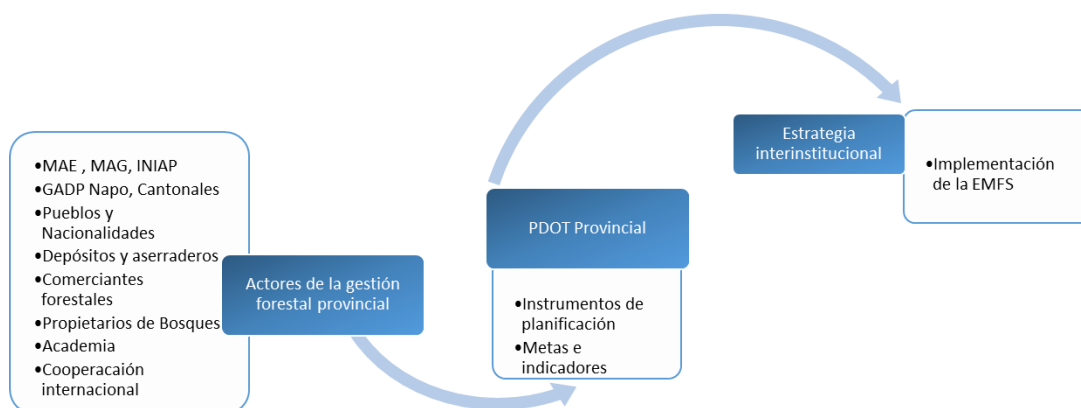 •MAE , MAG, INIAP
•GADP Napo, Cantonales
•Pueblos y
Nacionalidades
•Depósitos y aserraderos
•Comerciantes
forestales
•Propietarios de Bosques
•Academia
•Cooperacaión
internacional
Actores de la gestión
forestal provincial
PDOT Provincial
•Instrumentos de
planificación
•Metas e
indicadores
Estrategia
interinstitucional
•Implementación
de la EMFS